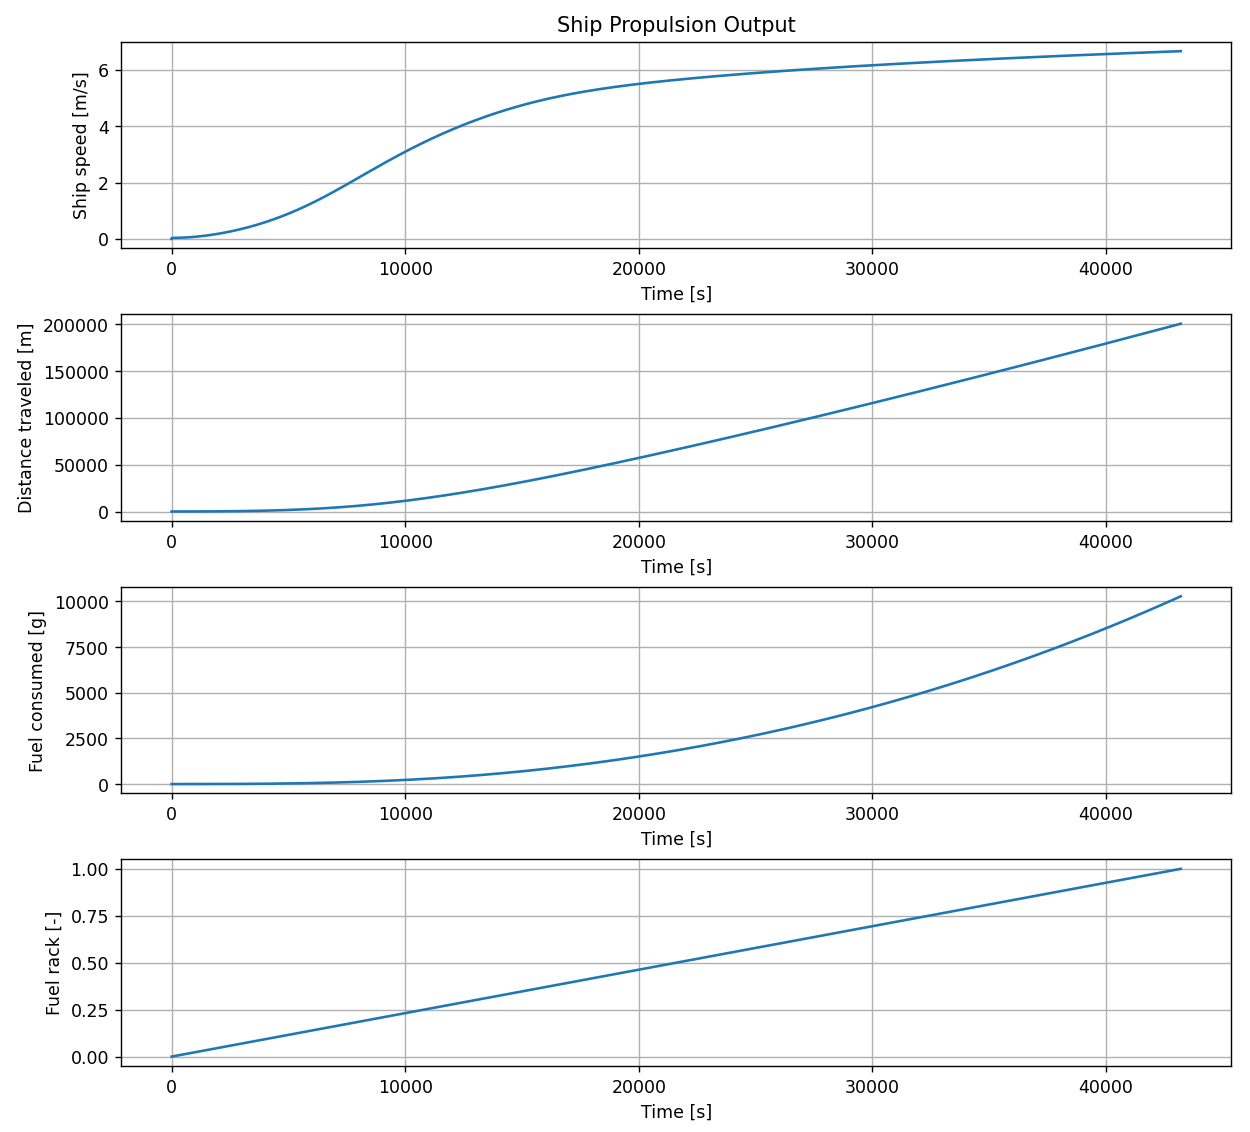 Ship Propulsion Output
Ship speed [m/s]
6
4
2
0
0 10000 20000 30000 40000
Time [s]
Distance traveled [m]
200000
150000
100000
50000
0
0 10000 20000 30000 40000
Time [s]
Fuel consumed [g]
10000
7500
5000
2500
0
0 10000 20000 30000 40000
Time [s]
Fuel rack [-]
1.00
0.75
0.50
0.25
0.00
0 10000 20000 30000 40000
Time [s]